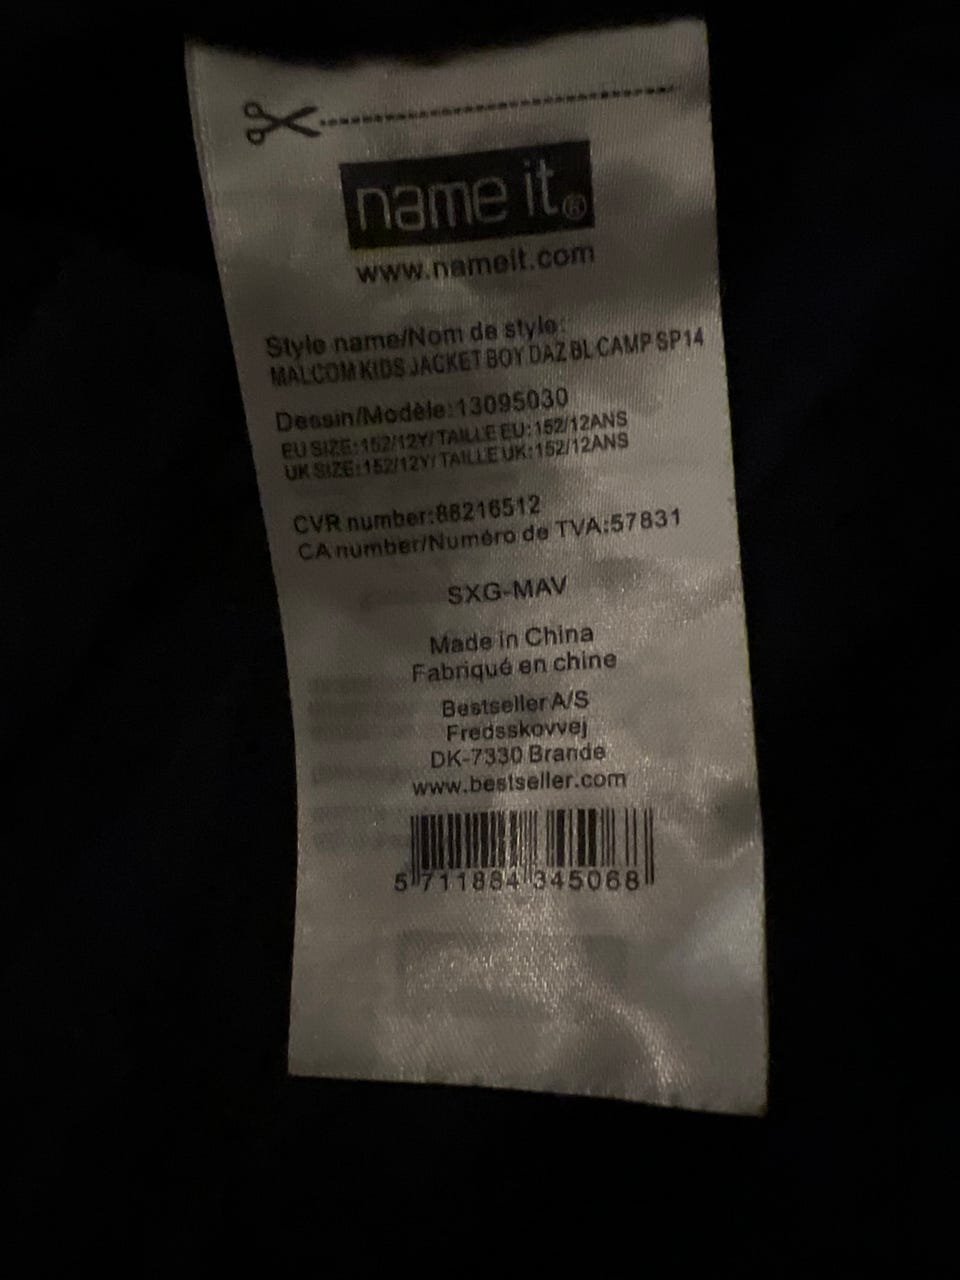 name it®
www.nameit.com
Style name/Nom de style:
MALCOM KIDS JACKET BOY DAZ BL CAMP SP14
Dessin/Modèle:13095030
EU SIZE:152/12Y/ TAILLE EU:152/12ANS
UK SIZE:152/12Y/ TAILLE UK:152/12ANS
CVR number:88216512
CA number/Numéro de TVA:57831
SXG-MAV
Made in China
Fabriqué en chine
Bestseller A/S
Fredsskovvej
DK-7330 Brande
www.bestseller.com
5 711884 345068